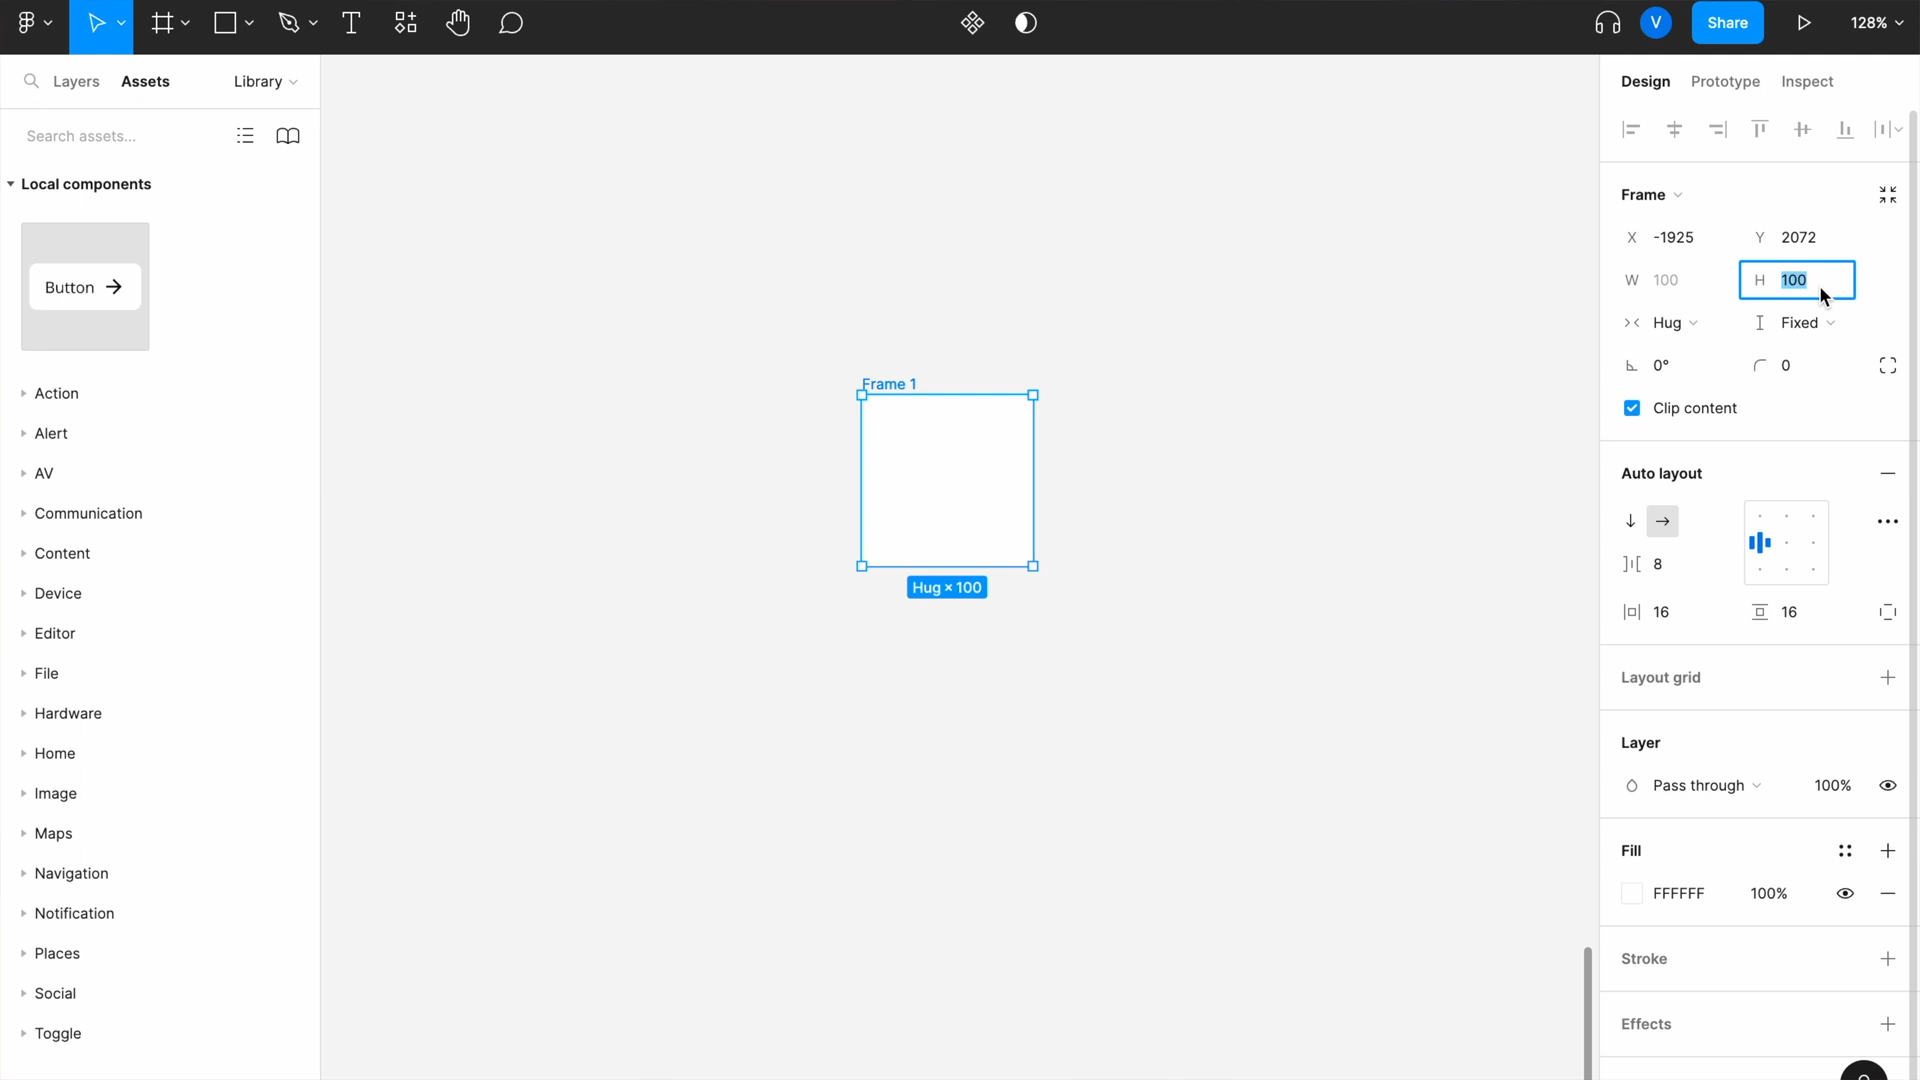 V
Share
128%
Layers Assets Library
Search assets...
Local components
Button
Action
Alert
AV
Communication
Content
Device
Editor
File
Hardware
Home
Image
Maps
Navigation
Notification
Places
Social
Toggle
Frame 1
Hug × 100
Design Prototype Inspect
Frame
X -1925 Y 2072
W 100 H 100
Hug Fixed
0° 0
Clip content
Auto layout
8
16 16
Layout grid
Layer
Pass through 100%
Fill
FFFFFF 100%
Stroke
Effects